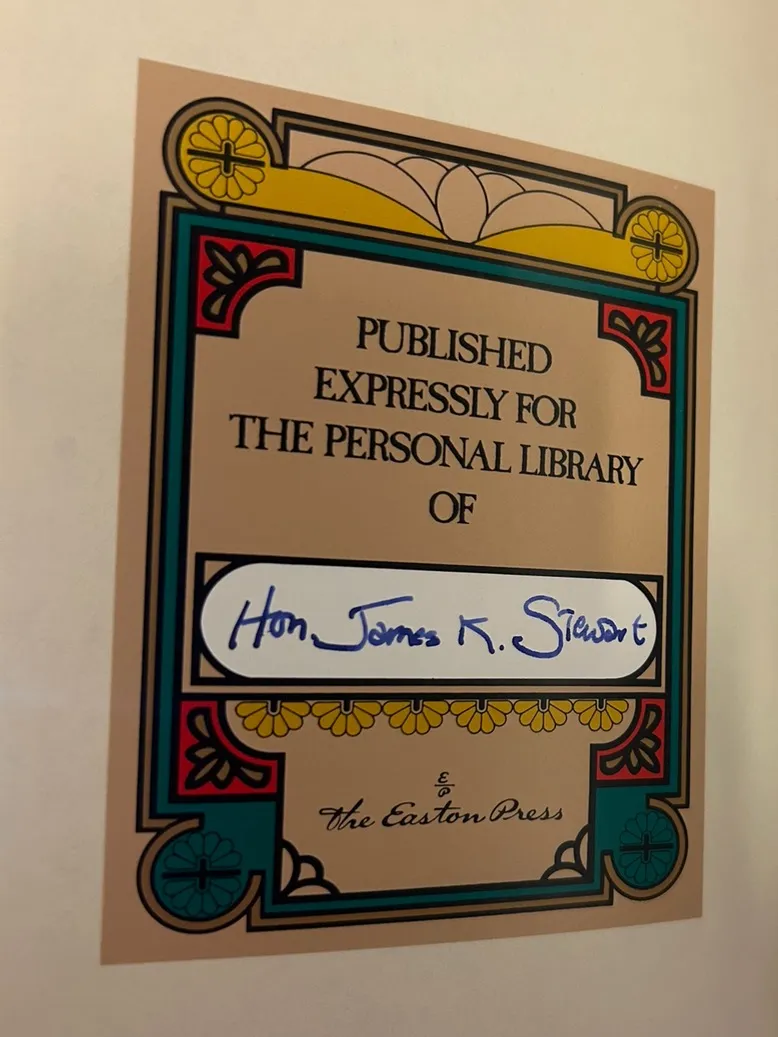 PUBLISHED
EXPRESSLY FOR
THE PERSONAL LIBRARY
OF
Hon. James K. Stewart
E
P
the Easton Press